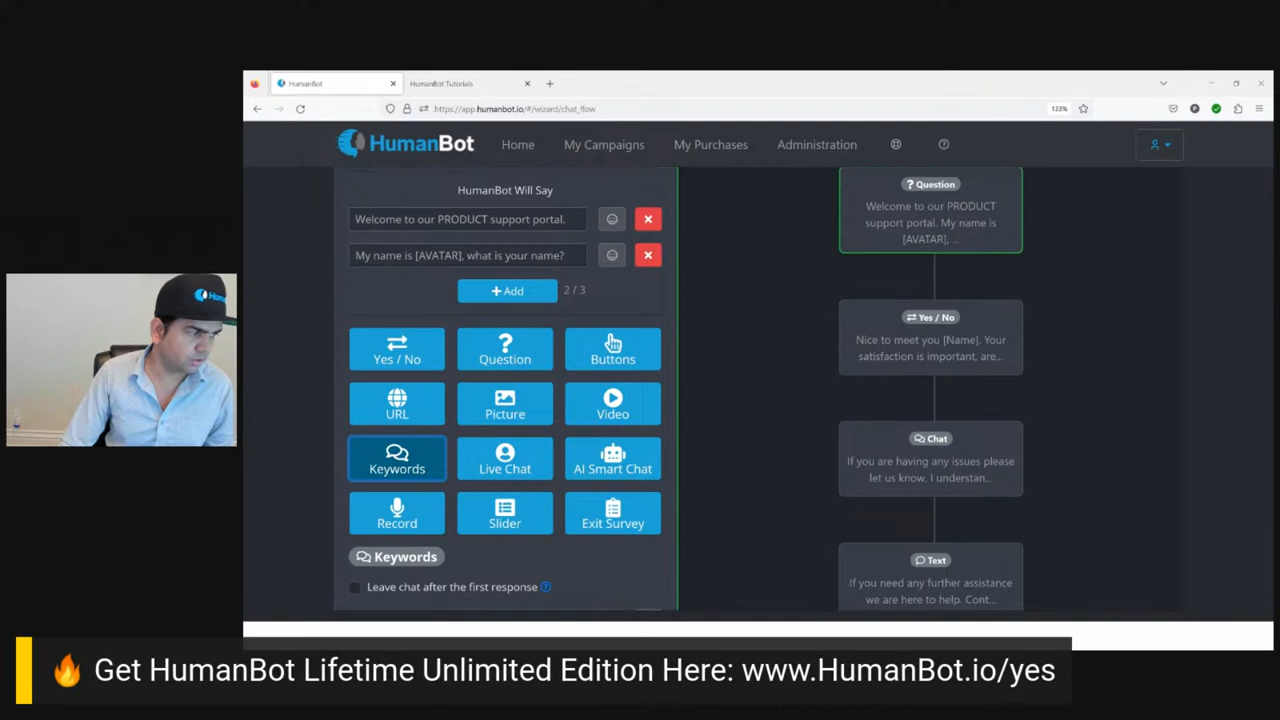 HumanBot
HumanBot Tutorials
https://app.humanbot.io/#/wizard/chat_flow
133%
HumanBot
Home
My Campaigns
My Purchases
Administration
HumanBot Will Say
Welcome to our PRODUCT support portal.
My name is [AVATAR], what is your name?
+ Add
2 / 3
Yes / No
Question
Buttons
URL
Picture
Video
Keywords
Live Chat
AI Smart Chat
Record
Slider
Exit Survey
Keywords
Leave chat after the first response
Question
Welcome to our PRODUCT
support portal. My name is
[AVATAR], ...
Yes / No
Nice to meet you [Name]. Your
satisfaction is important, are...
Chat
If you are having any issues please
let us know. I understan...
Text
If you need any further assistance
we are here to help. Cont...
Human
🔥 Get HumanBot Lifetime Unlimited Edition Here: www.HumanBot.io/yes